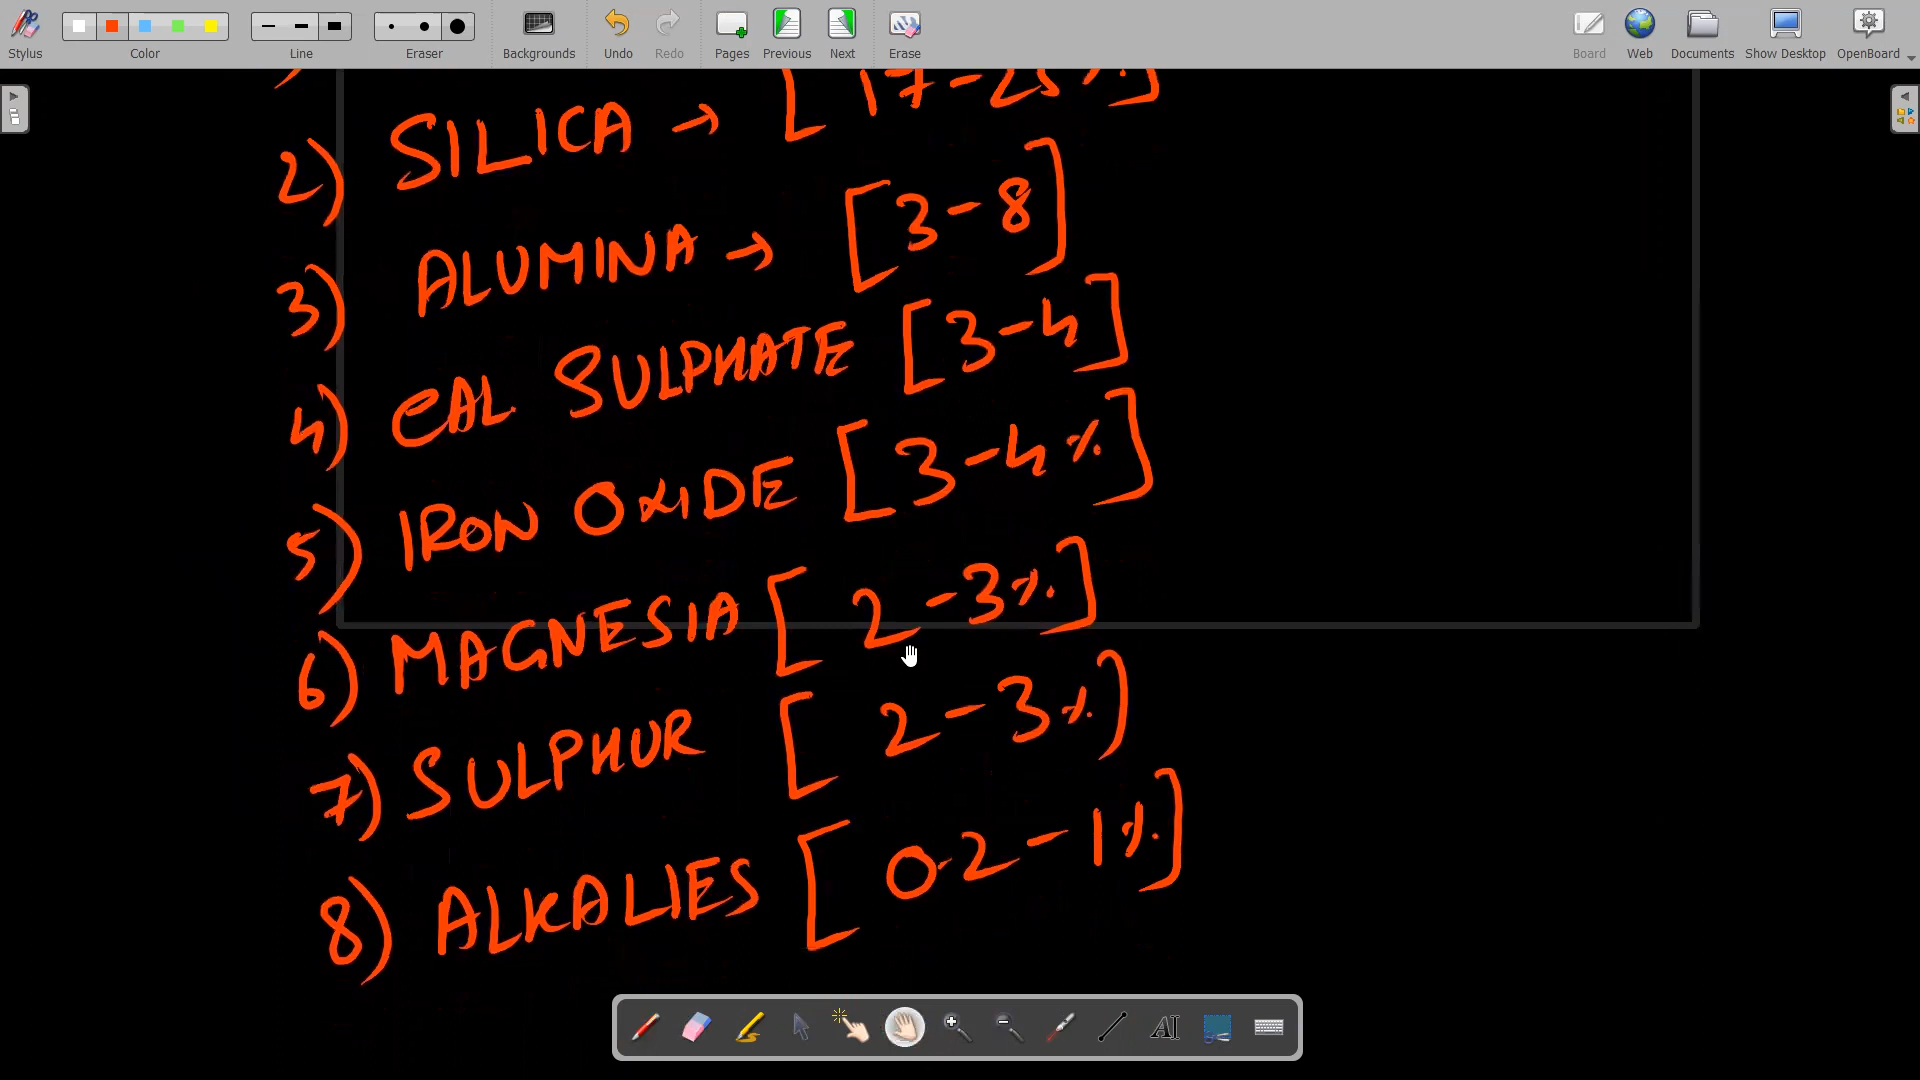 Stylus Color Line Eraser Backgrounds Undo Redo Pages Previous Next Erase Board Web Documents Show Desktop OpenBoard
2) SILICA → [17-25%]
3) ALUMINA → [3-8]
4) CAL SULPHATE [3-4]
5) IRON OXIDE [3-4%]
6) MAGNESIA [2-3%]
7) SULPHUR [2-3%)
8) ALKALIES [0.2-1%]